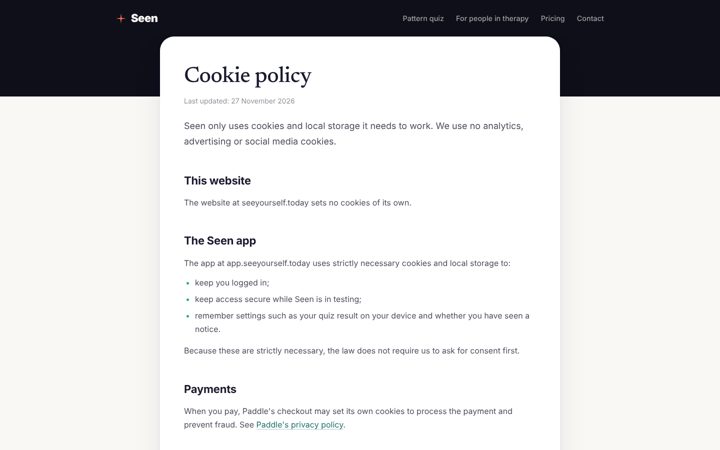 Seen
Pattern quiz
For people in therapy
Pricing
Contact
Cookie policy
Last updated: 27 November 2026
Seen only uses cookies and local storage it needs to work. We use no analytics,
advertising or social media cookies.
This website
The website at seeyourself.today sets no cookies of its own.
The Seen app
The app at app.seeyourself.today uses strictly necessary cookies and local storage to:
• keep you logged in;
• keep access secure while Seen is in testing;
• remember settings such as your quiz result on your device and whether you have seen a
notice.
Because these are strictly necessary, the law does not require us to ask for consent first.
Payments
When you pay, Paddle's checkout may set its own cookies to process the payment and
prevent fraud. See Paddle's privacy policy.